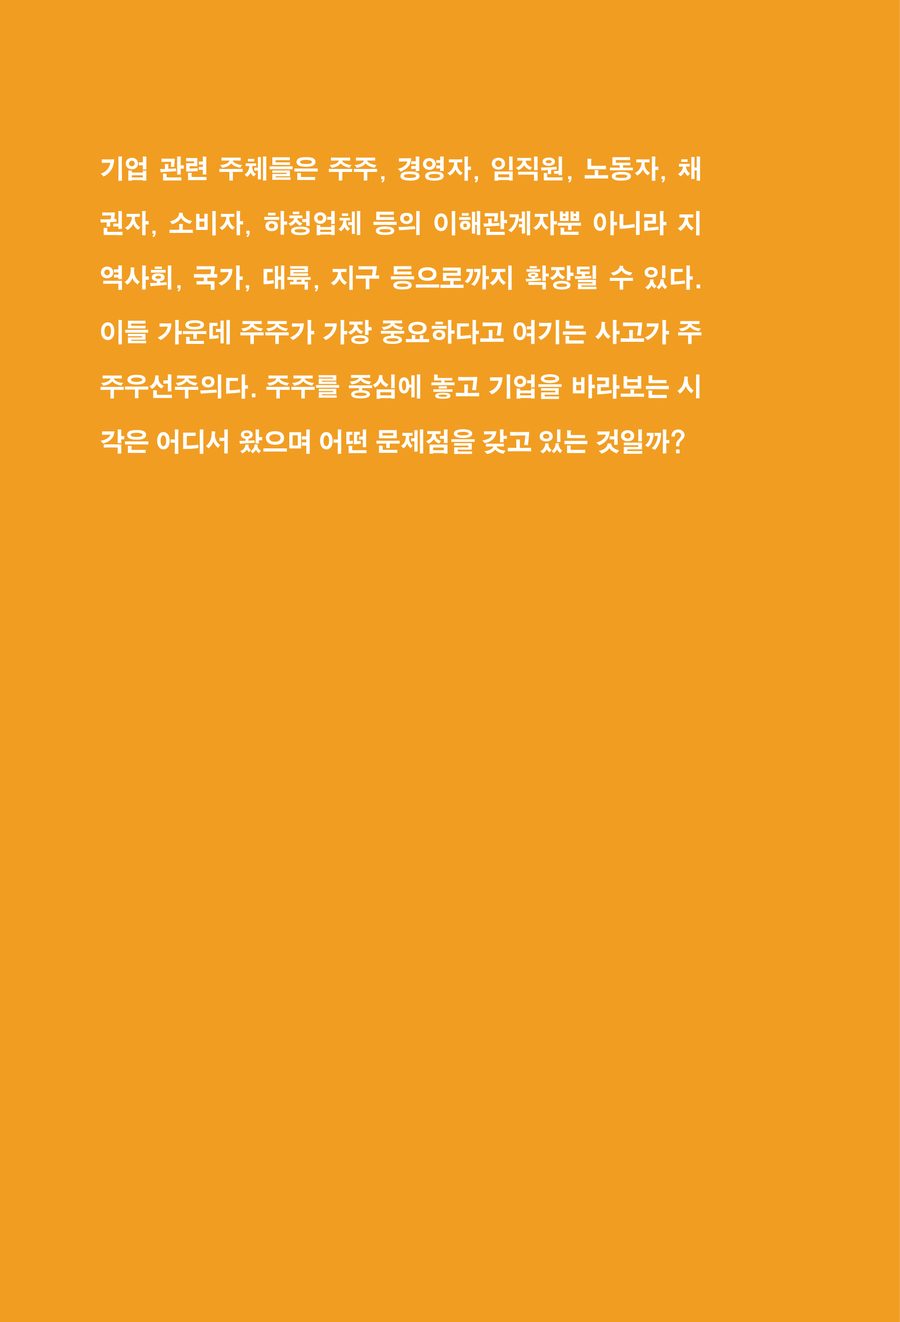 기업 관련 주체들은 주주, 경영자, 임직원, 노동자, 채
권자, 소비자, 하청업체 등의 이해관계자뿐 아니라 지
역사회, 국가, 대륙, 지구 등으로까지 확장될 수 있다.
이들 가운데 주주가 가장 중요하다고 여기는 사고가 주
주우선주의다. 주주를 중심에 놓고 기업을 바라보는 시
각은 어디서 왔으며 어떤 문제점을 갖고 있는 것일까?